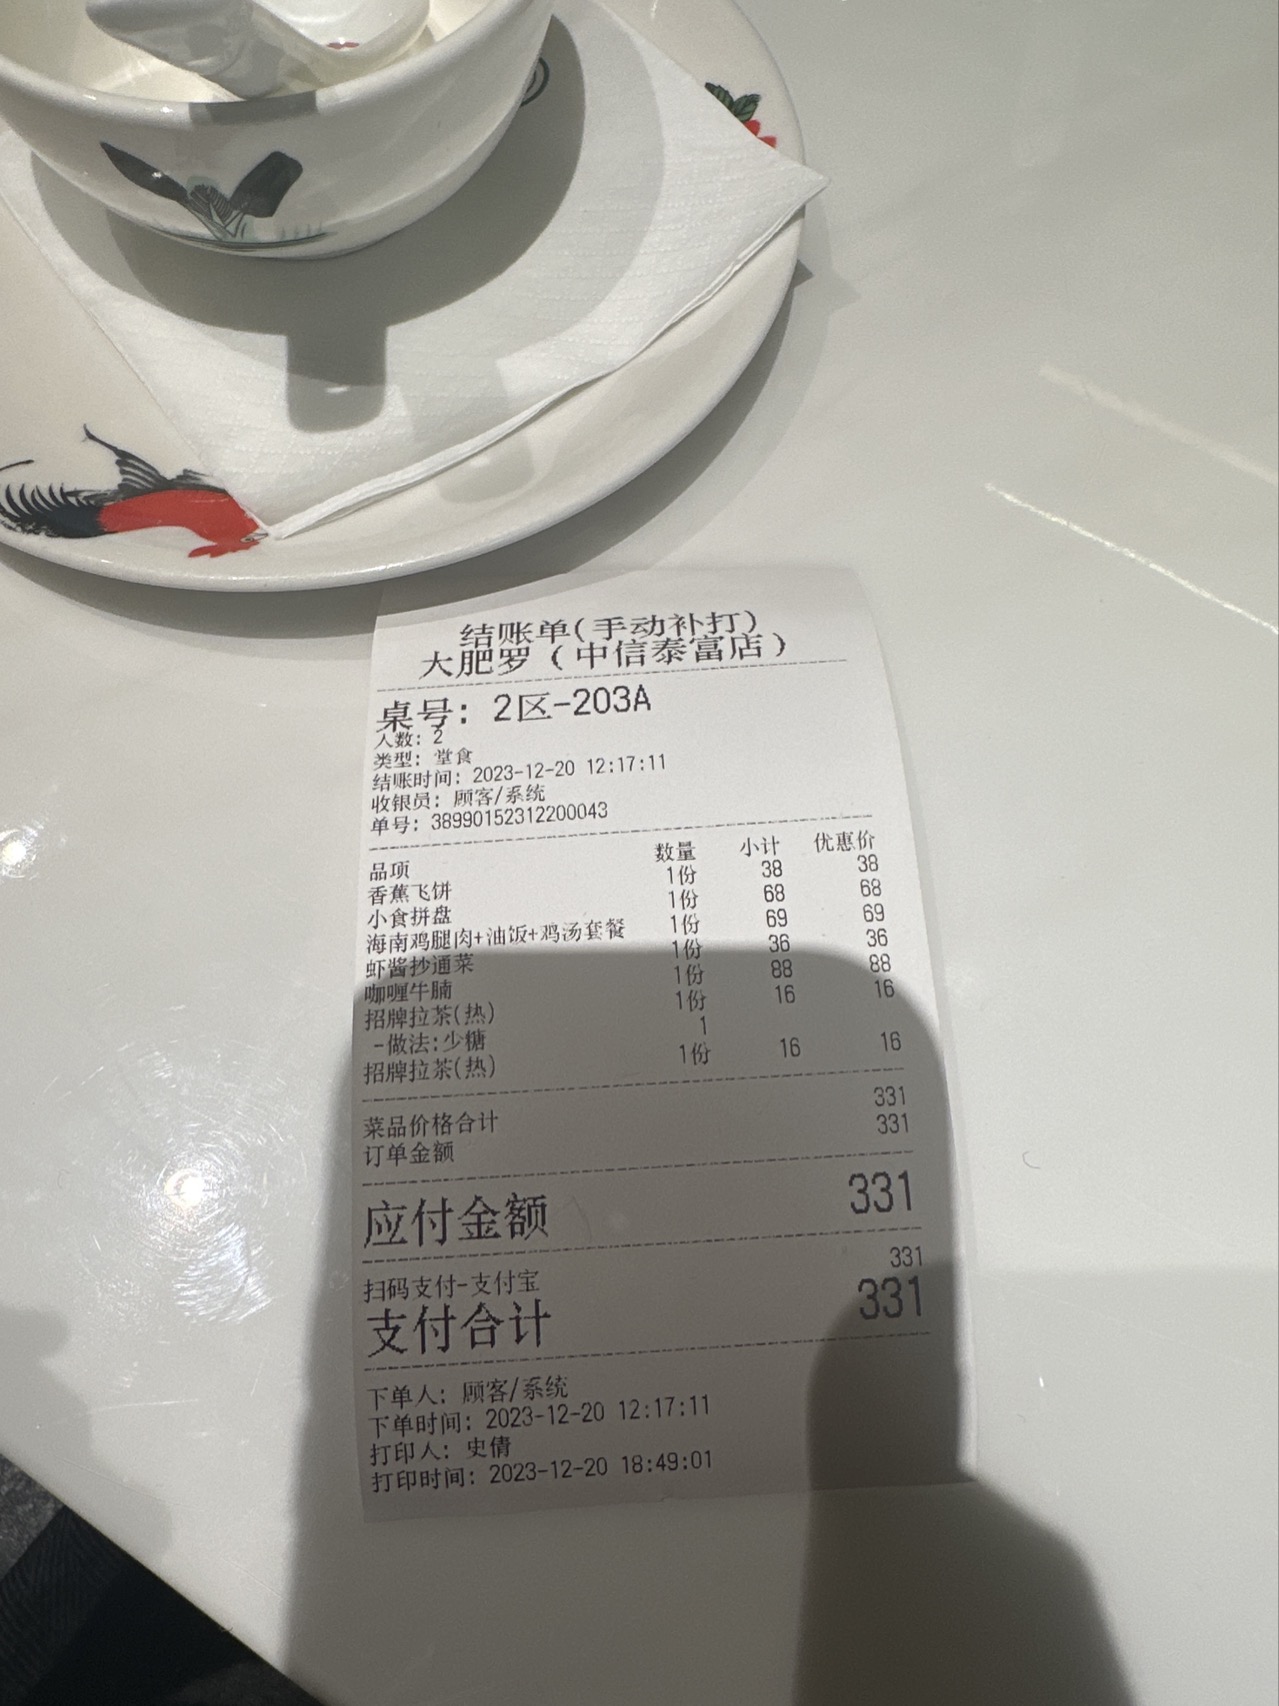 结账单(手动补打)
大肥罗（中信泰富店）
桌号: 2区-203A
人数: 2
类型: 堂食
结账时间: 2023-12-20 12:17:11
收银员: 顾客/系统
单号: 38990152312200043
品项 数量 小计 优惠价
香蕉飞饼 1份 38 38
小食拼盘 1份 68 68
海南鸡腿肉+油饭+鸡汤套餐 1份 69 69
虾酱抄通菜 1份 36 36
咖喱牛腩 1份 88 88
招牌拉茶(热) 1份 16 16
-做法:少糖 1
招牌拉茶(热) 1份 16 16
菜品价格合计 331
订单金额 331
应付金额 331
扫码支付-支付宝 331
支付合计 331
下单人: 顾客/系统
下单时间: 2023-12-20 12:17:11
打印人: 史倩
打印时间: 2023-12-20 18:49:01